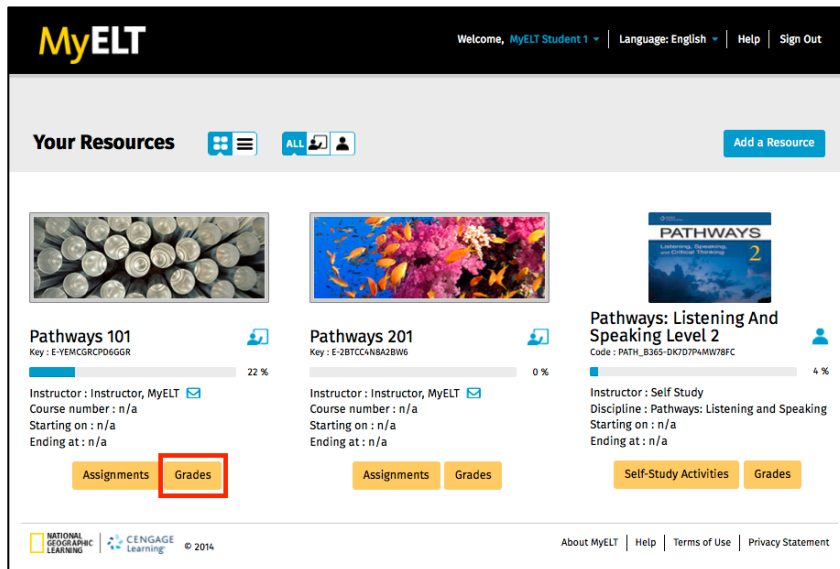 MyELT
Welcome, MyELT Student 1
Language: English
Help
Sign Out
Your Resources
ALL
Add a Resource
PATHWAYS
Listening, Speaking,
and Critical Thinking
2
Pathways 101
Key : E-YEMCGRCPD6GGR
22 %
Instructor : Instructor, MyELT
Course number : n/a
Starting on : n/a
Ending at : n/a
Assignments
Grades
Pathways 201
Key : E-2BTCC4N8A2BW6
0 %
Instructor : Instructor, MyELT
Course number : n/a
Starting on : n/a
Ending at : n/a
Assignments
Grades
Pathways: Listening And
Speaking Level 2
Code : PATH_B365-DK7D7P4MW78FC
4 %
Instructor : Self Study
Discipline : Pathways: Listening and Speaking
Starting on : n/a
Ending at : n/a
Self-Study Activities
Grades
NATIONAL
GEOGRAPHIC
LEARNING
CENGAGE
Learning
© 2014
About MyELT
Help
Terms of Use
Privacy Statement